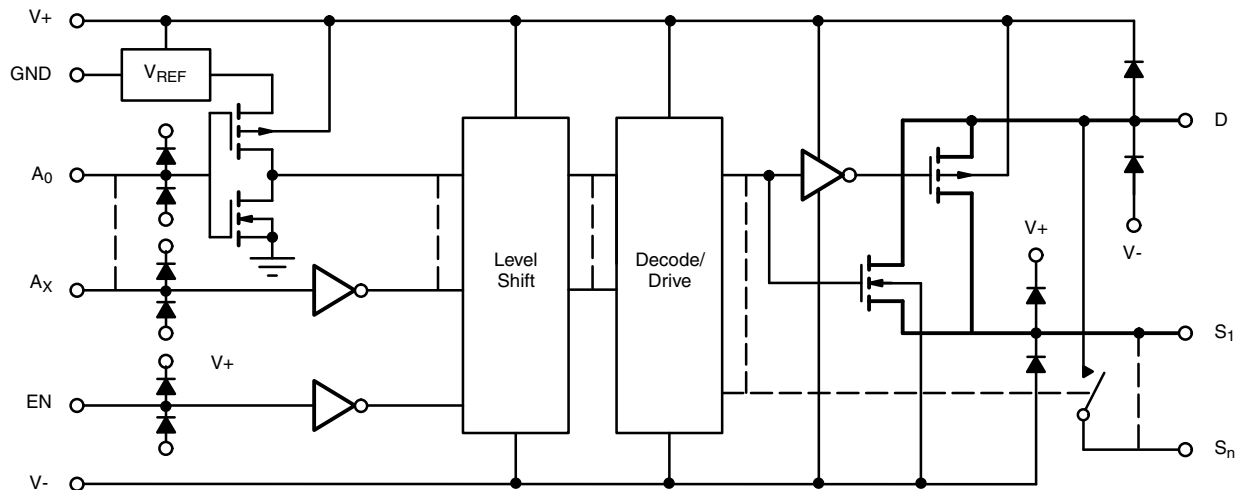 V+
GND
VREF
A0
AX
EN
V+
V-
Level
Shift
Decode/
Drive
D
V-
V+
S1
Sn